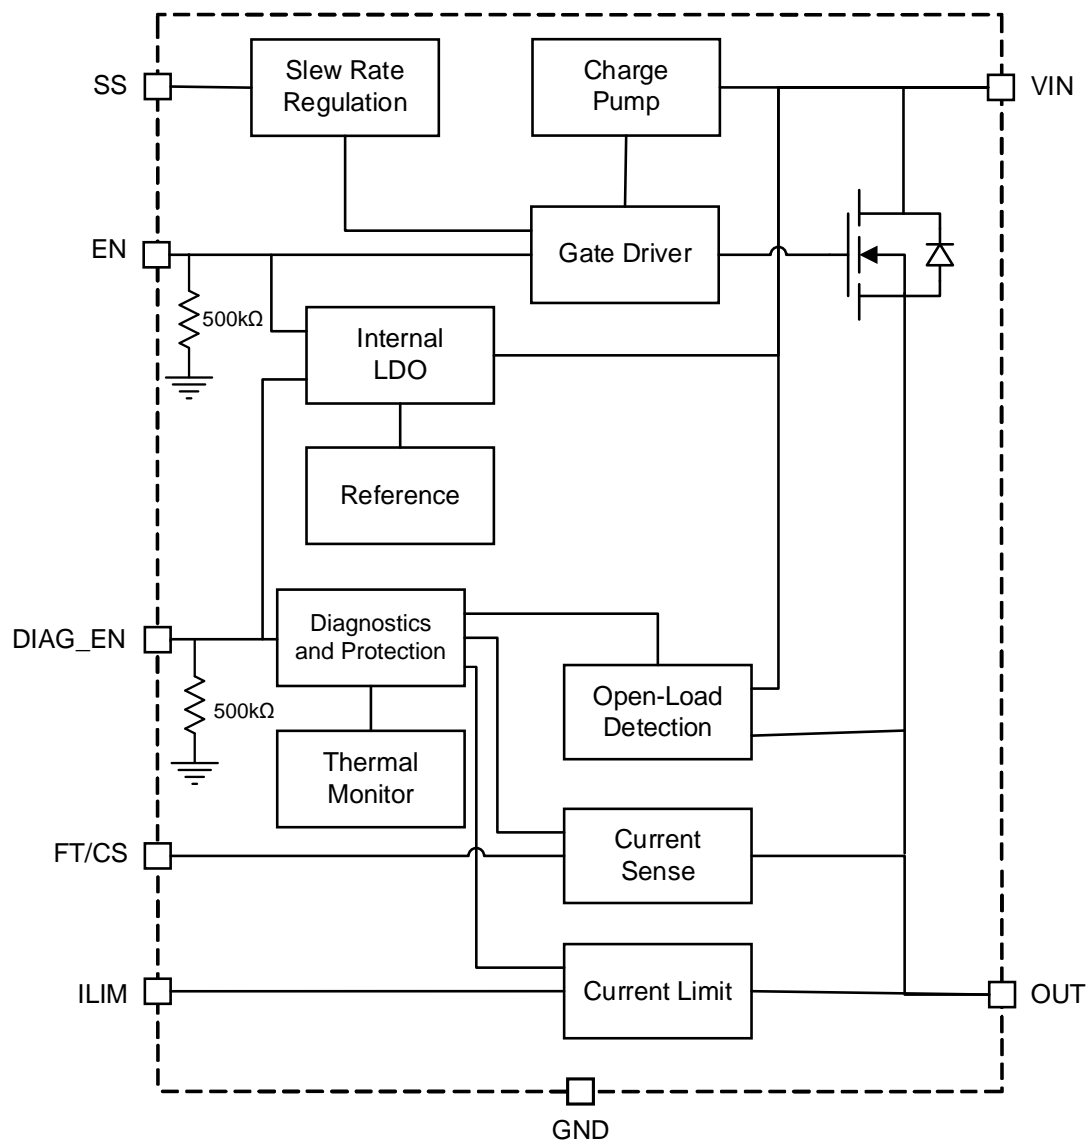 SS
Slew Rate
Regulation
Charge
Pump
VIN
EN
Gate Driver
500kΩ
Internal
LDO
Reference
DIAG_EN
Diagnostics
and Protection
500kΩ
Open-Load
Detection
Thermal
Monitor
FT/CS
Current
Sense
ILIM
Current Limit
OUT
GND